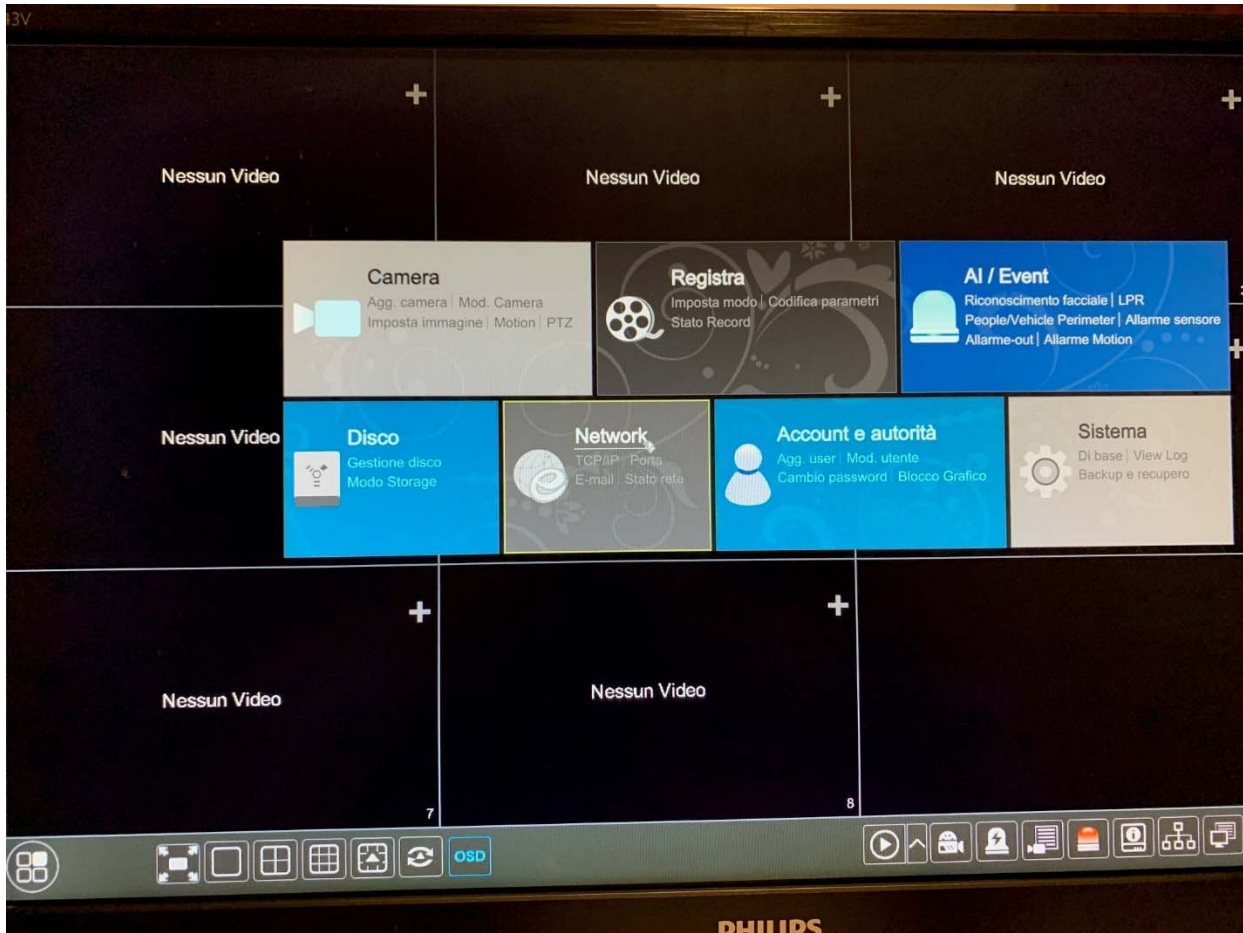 43V
Nessun Video
Nessun Video
Nessun Video
Camera
Agg. camera | Mod. Camera
Imposta immagine | Motion | PTZ
Registra
Imposta modo | Codifica parametri
Stato Record
AI / Event
Riconoscimento facciale | LPR
People/Vehicle Perimeter | Allarme sensore
Allarme-out | Allarme Motion
Nessun Video
Disco
Gestione disco
Modo Storage
Network
TCP/IP | Porta
E-mail | Stato rete
Account e autorità
Agg. user | Mod. utente
Cambio password | Blocco Grafico
Sistema
Di base | View Log
Backup e recupero
Nessun Video
Nessun Video
7
8
OSD
PHILIPS